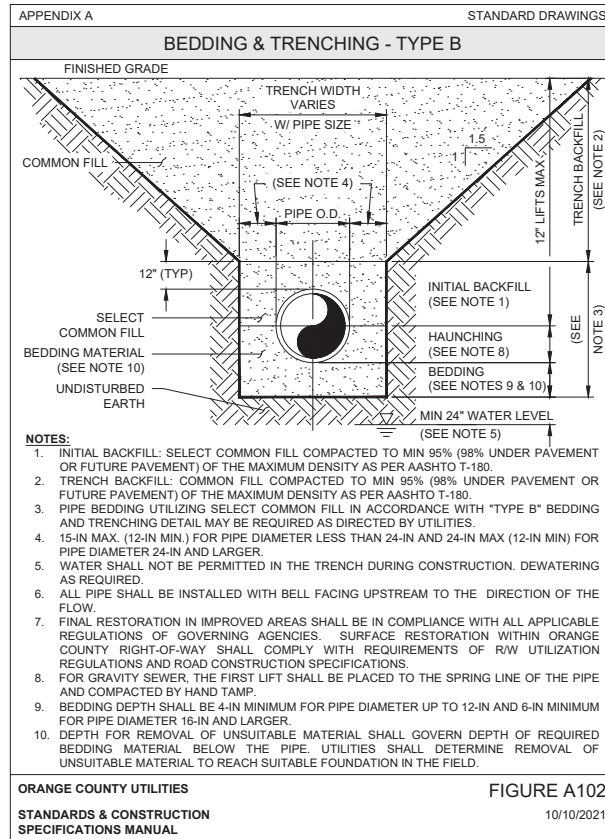 APPENDIX A
STANDARD DRAWINGS
BEDDING & TRENCHING - TYPE B
FINISHED GRADE
TRENCH WIDTH
VARIES
W/ PIPE SIZE
1.5
1
COMMON FILL
(SEE NOTE 4)
PIPE O.D.
12" LIFTS MAX
TRENCH BACKFILL
(SEE NOTE 2)
12" (TYP)
INITIAL BACKFILL
(SEE NOTE 1)
SELECT
COMMON FILL
HAUNCHING
(SEE NOTE 8)
(SEE
NOTE 3)
BEDDING MATERIAL
(SEE NOTE 10)
BEDDING
(SEE NOTES 9 & 10)
UNDISTURBED
EARTH
MIN 24" WATER LEVEL
(SEE NOTE 5)
NOTES:
1. INITIAL BACKFILL: SELECT COMMON FILL COMPACTED TO MIN 95% (98% UNDER PAVEMENT
OR FUTURE PAVEMENT) OF THE MAXIMUM DENSITY AS PER AASHTO T-180.
2. TRENCH BACKFILL: COMMON FILL COMPACTED TO MIN 95% (98% UNDER PAVEMENT OR
FUTURE PAVEMENT) OF THE MAXIMUM DENSITY AS PER AASHTO T-180.
3. PIPE BEDDING UTILIZING SELECT COMMON FILL IN ACCORDANCE WITH "TYPE B" BEDDING
AND TRENCHING DETAIL MAY BE REQUIRED AS DIRECTED BY UTILITIES.
4. 15-IN MAX. (12-IN MIN.) FOR PIPE DIAMETER LESS THAN 24-IN AND 24-IN MAX (12-IN MIN) FOR
PIPE DIAMETER 24-IN AND LARGER.
5. WATER SHALL NOT BE PERMITTED IN THE TRENCH DURING CONSTRUCTION. DEWATERING
AS REQUIRED.
6. ALL PIPE SHALL BE INSTALLED WITH BELL FACING UPSTREAM TO THE DIRECTION OF THE
FLOW.
7. FINAL RESTORATION IN IMPROVED AREAS SHALL BE IN COMPLIANCE WITH ALL APPLICABLE
REGULATIONS OF GOVERNING AGENCIES. SURFACE RESTORATION WITHIN ORANGE
COUNTY RIGHT-OF-WAY SHALL COMPLY WITH REQUIREMENTS OF R/W UTILIZATION
REGULATIONS AND ROAD CONSTRUCTION SPECIFICATIONS.
8. FOR GRAVITY SEWER, THE FIRST LIFT SHALL BE PLACED TO THE SPRING LINE OF THE PIPE
AND COMPACTED BY HAND TAMP.
9. BEDDING DEPTH SHALL BE 4-IN MINIMUM FOR PIPE DIAMETER UP TO 12-IN AND 6-IN MINIMUM
FOR PIPE DIAMETER 16-IN AND LARGER.
10. DEPTH FOR REMOVAL OF UNSUITABLE MATERIAL SHALL GOVERN DEPTH OF REQUIRED
BEDDING MATERIAL BELOW THE PIPE. UTILITIES SHALL DETERMINE REMOVAL OF
UNSUITABLE MATERIAL TO REACH SUITABLE FOUNDATION IN THE FIELD.
ORANGE COUNTY UTILITIES
FIGURE A102
STANDARDS & CONSTRUCTION
SPECIFICATIONS MANUAL
10/10/2021